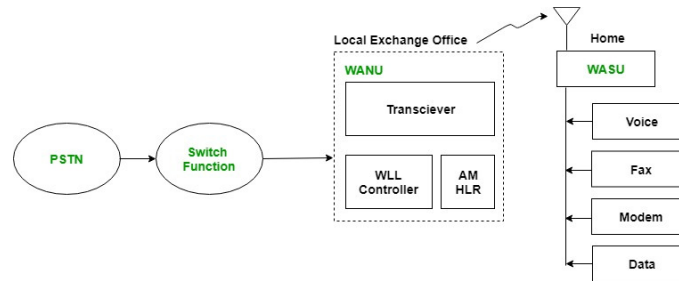 Local Exchange Office
Home
WANU
WASU
Transciever
Voice
PSTN
Switch
Function
WLL
Controller
AM
HLR
Fax
Modem
Data